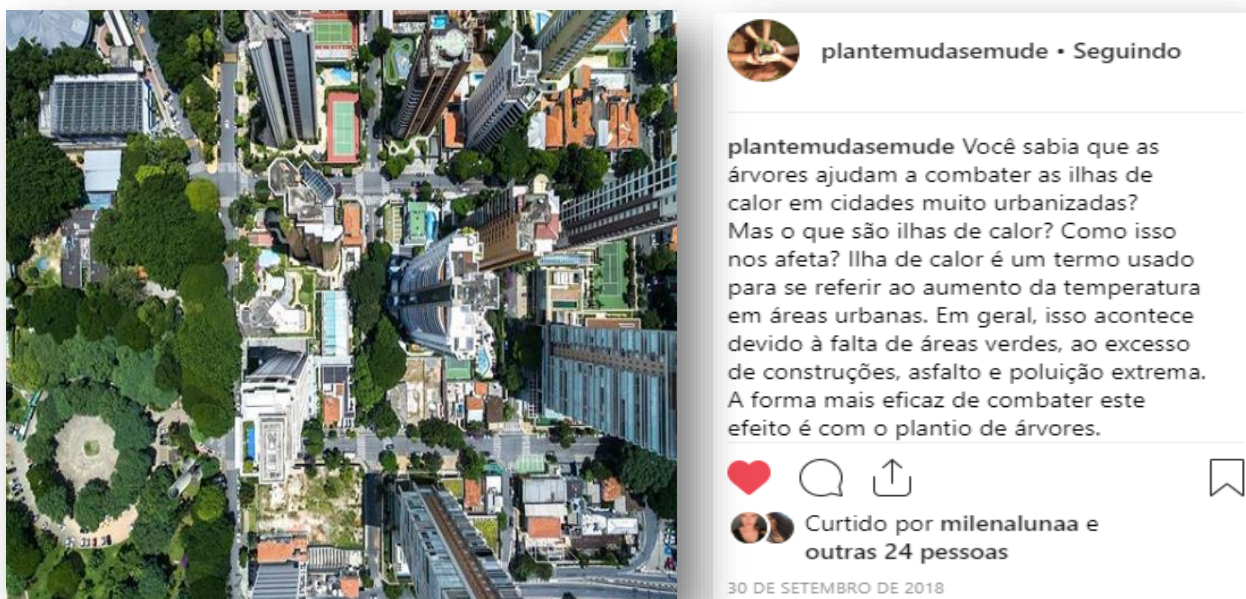 plantemudasemude • Seguindo
plantemudasemude Você sabia que as
árvores ajudam a combater as ilhas de
calor em cidades muito urbanizadas?
Mas o que são ilhas de calor? Como isso
nos afeta? Ilha de calor é um termo usado
para se referir ao aumento da temperatura
em áreas urbanas. Em geral, isso acontece
devido à falta de áreas verdes, ao excesso
de construções, asfalto e poluição extrema.
A forma mais eficaz de combater este
efeito é com o plantio de árvores.
Curtido por milenalunaa e
outras 24 pessoas
30 DE SETEMBRO DE 2018